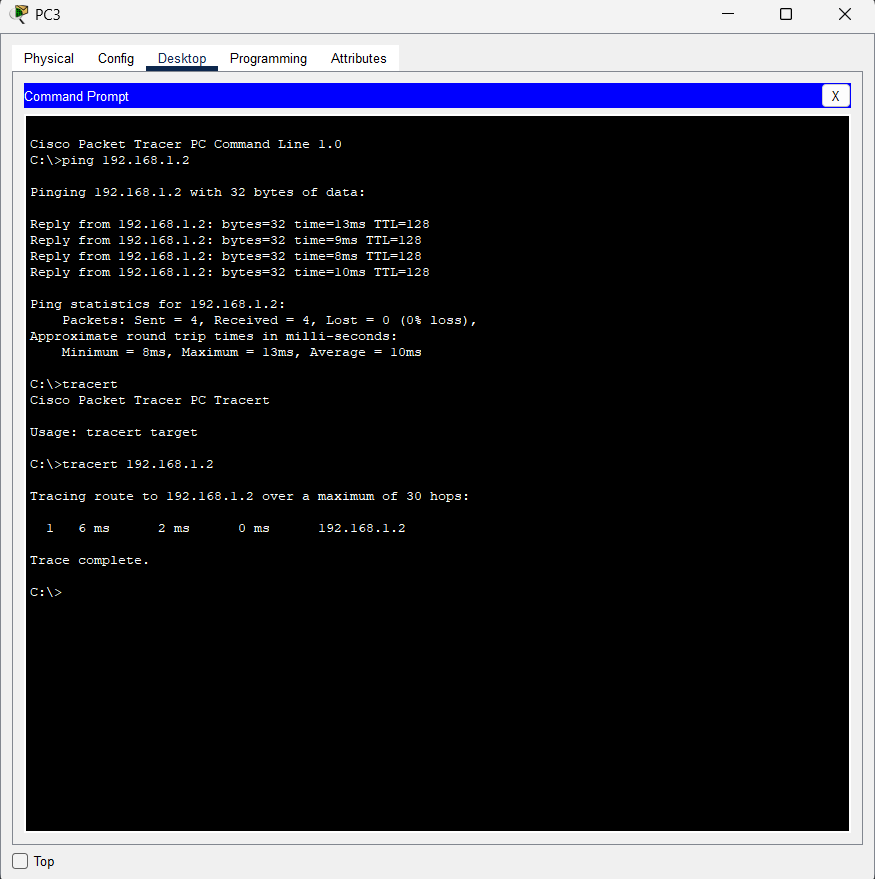 PC3
Physical Config Desktop Programming Attributes
Command Prompt X
Cisco Packet Tracer PC Command Line 1.0
C:\>ping 192.168.1.2
Pinging 192.168.1.2 with 32 bytes of data:
Reply from 192.168.1.2: bytes=32 time=13ms TTL=128
Reply from 192.168.1.2: bytes=32 time=9ms TTL=128
Reply from 192.168.1.2: bytes=32 time=8ms TTL=128
Reply from 192.168.1.2: bytes=32 time=10ms TTL=128
Ping statistics for 192.168.1.2:
    Packets: Sent = 4, Received = 4, Lost = 0 (0% loss),
Approximate round trip times in milli-seconds:
    Minimum = 8ms, Maximum = 13ms, Average = 10ms
C:\>tracert
Cisco Packet Tracer PC Tracert
Usage: tracert target
C:\>tracert 192.168.1.2
Tracing route to 192.168.1.2 over a maximum of 30 hops:
  1   6 ms      2 ms      0 ms      192.168.1.2
Trace complete.
C:\>
Top